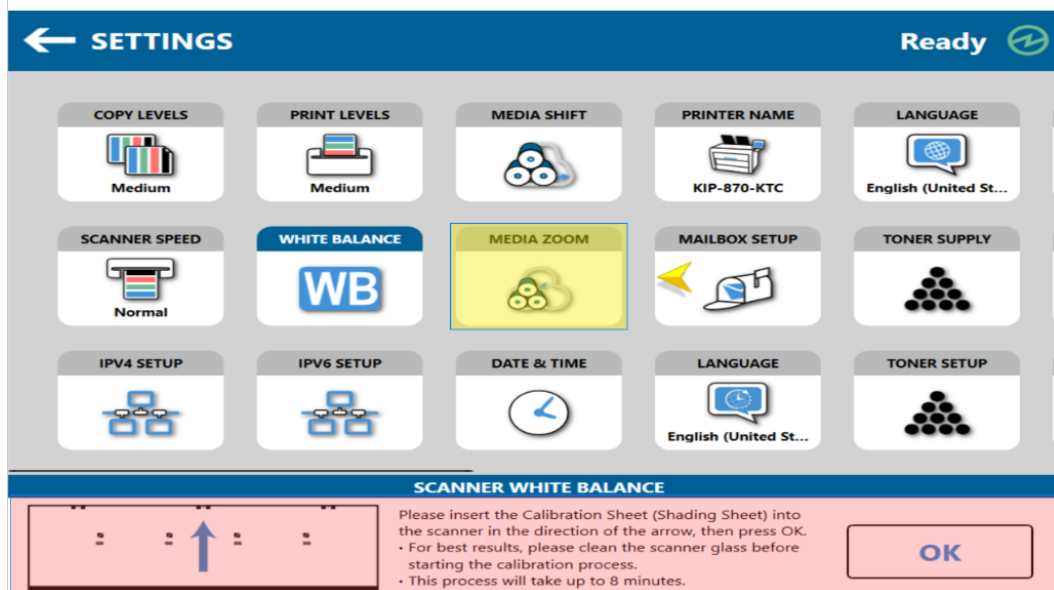 SETTINGS
Ready
COPY LEVELS
Medium
PRINT LEVELS
Medium
MEDIA SHIFT
PRINTER NAME
KIP-870-KTC
LANGUAGE
English (United St...
SCANNER SPEED
Normal
WHITE BALANCE
WB
MEDIA ZOOM
MAILBOX SETUP
TONER SUPPLY
IPV4 SETUP
IPV6 SETUP
DATE & TIME
LANGUAGE
English (United St...
TONER SETUP
SCANNER WHITE BALANCE
Please insert the Calibration Sheet (Shading Sheet) into
the scanner in the direction of the arrow, then press OK.
• For best results, please clean the scanner glass before
starting the calibration process.
• This process will take up to 8 minutes.
OK